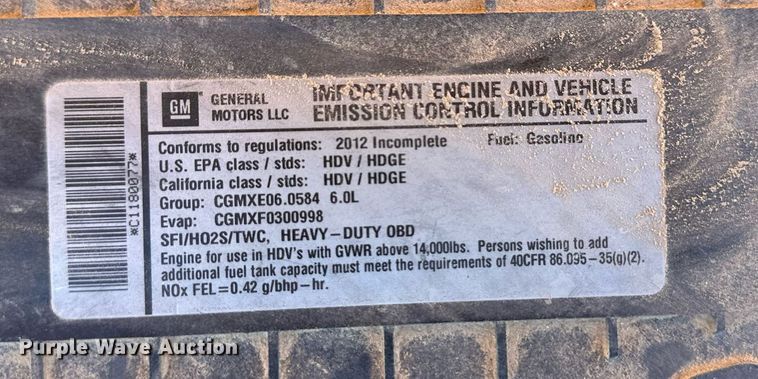 *C1180077*
GM
GENERAL
MOTORS LLC
IMPORTANT ENGINE AND VEHICLE
EMISSION CONTROL INFORMATION
Conforms to regulations: 2012 Incomplete Fuel: Gasoline
U.S. EPA class / stds: HDV / HDGE
California class / stds: HDV / HDGE
Group: CGMXE06.0584 6.0L
Evap: CGMXF0300998
SFI/HO2S/TWC, HEAVY-DUTY OBD
Engine for use in HDV's with GVWR above 14,000lbs. Persons wishing to add
additional fuel tank capacity must meet the requirements of 40CFR 86.095-35(g)(2).
NOx FEL=0.42 g/bhp-hr.
Purple Wave Auction